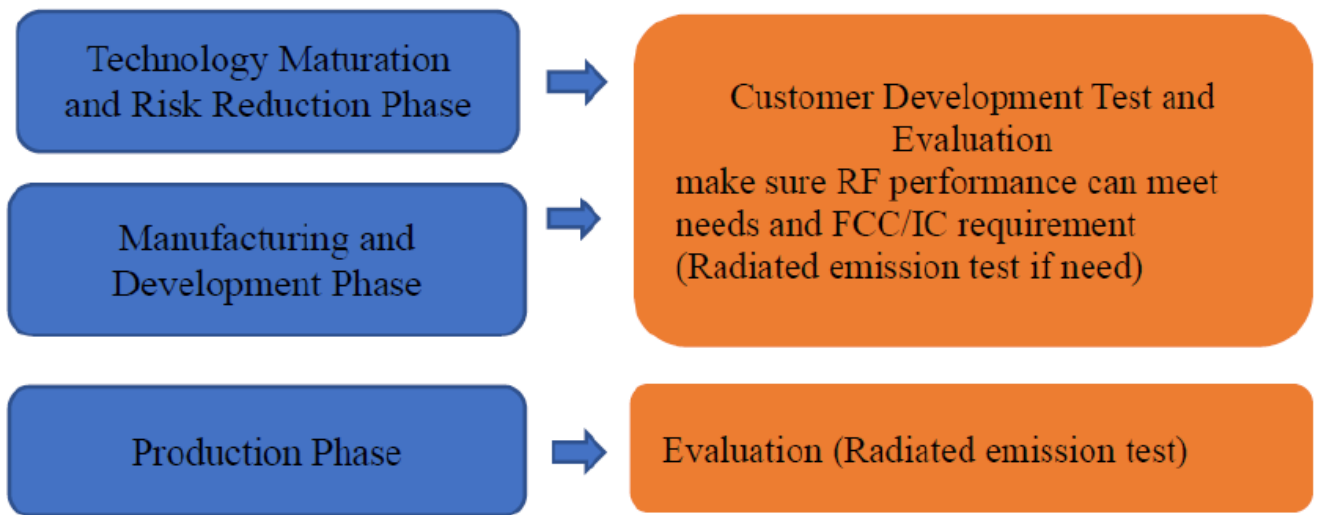 Technology Maturation
and Risk Reduction Phase
Customer Development Test and
Evaluation
make sure RF performance can meet
needs and FCC/IC requirement
(Radiated emission test if need)
Manufacturing and
Development Phase
Production Phase
Evaluation (Radiated emission test)